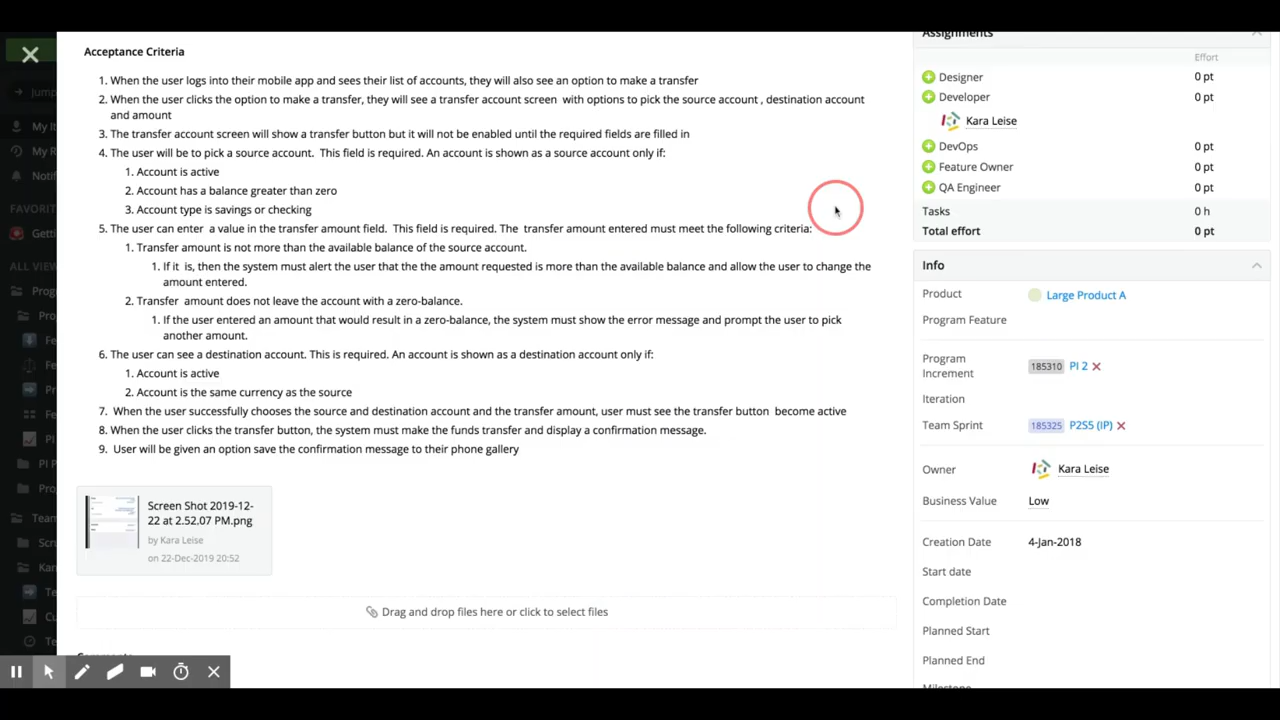 Acceptance Criteria
1. When the user logs into their mobile app and sees their list of accounts, they will also see an option to make a transfer
2. When the user clicks the option to make a transfer, they will see a transfer account screen with options to pick the source account , destination account
and amount
3. The transfer account screen will show a transfer button but it will not be enabled until the required fields are filled in
4. The user will be to pick a source account. This field is required. An account is shown as a source account only if:
1. Account is active
2. Account has a balance greater than zero
3. Account type is savings or checking
5. The user can enter a value in the transfer amount field. This field is required. The transfer amount entered must meet the following criteria:
1. Transfer amount is not more than the available balance of the source account.
1. If it is, then the system must alert the user that the the amount requested is more than the available balance and allow the user to change the
amount entered.
2. Transfer amount does not leave the account with a zero-balance.
1. If the user entered an amount that would result in a zero-balance, the system must show the error message and prompt the user to pick
another amount.
6. The user can see a destination account. This is required. An account is shown as a destination account only if:
1. Account is active
2. Account is the same currency as the source
7. When the user successfully chooses the source and destination account and the transfer amount, user must see the transfer button become active
8. When the user clicks the transfer button, the system must make the funds transfer and display a confirmation message.
9. User will be given an option save the confirmation message to their phone gallery
Screen Shot 2019-12-
22 at 2.52.07 PM.png
by Kara Leise
on 22-Dec-2019 20:52
Drag and drop files here or click to select files
Assignments
Effort
Designer 0 pt
Developer 0 pt
Kara Leise
DevOps 0 pt
Feature Owner 0 pt
QA Engineer 0 pt
Tasks 0 h
Total effort 0 pt
Info
Product Large Product A
Program Feature
Program
Increment 185310 PI 2
Iteration
Team Sprint 185325 P2S5 (IP)
Owner Kara Leise
Business Value Low
Creation Date 4-Jan-2018
Start date
Completion Date
Planned Start
Planned End
Milestone